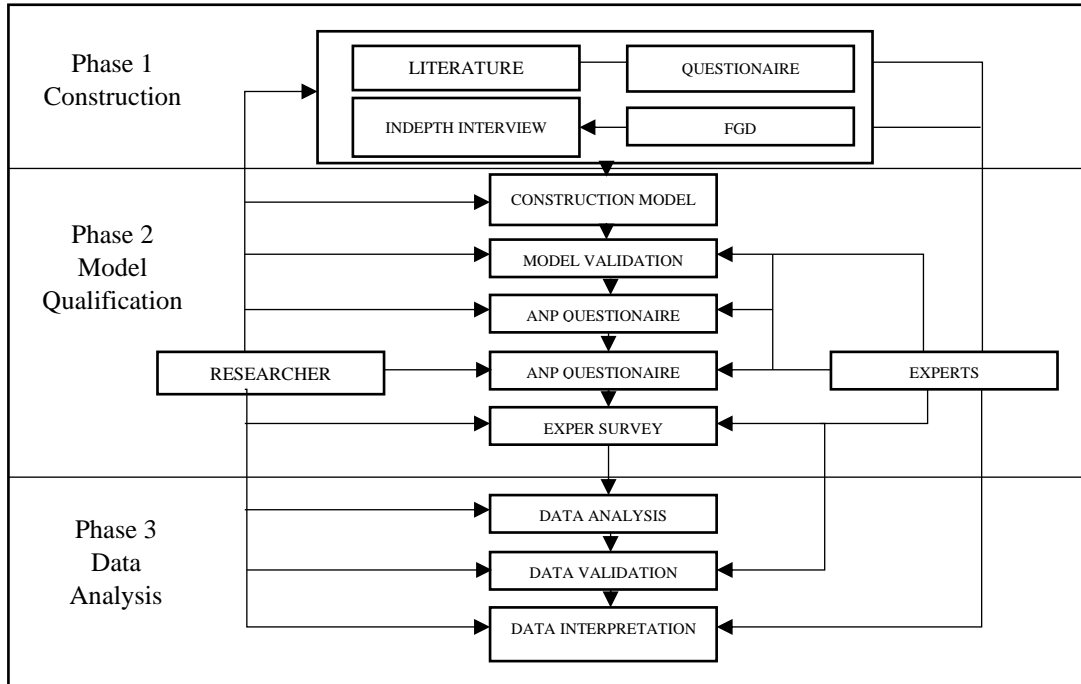 Phase 1
Construction
LITERATURE
QUESTIONAIRE
INDEPTH INTERVIEW
FGD
Phase 2
Model
Qualification
CONSTRUCTION MODEL
MODEL VALIDATION
ANP QUESTIONAIRE
RESEARCHER
ANP QUESTIONAIRE
EXPERTS
EXPER SURVEY
Phase 3
Data
Analysis
DATA ANALYSIS
DATA VALIDATION
DATA INTERPRETATION